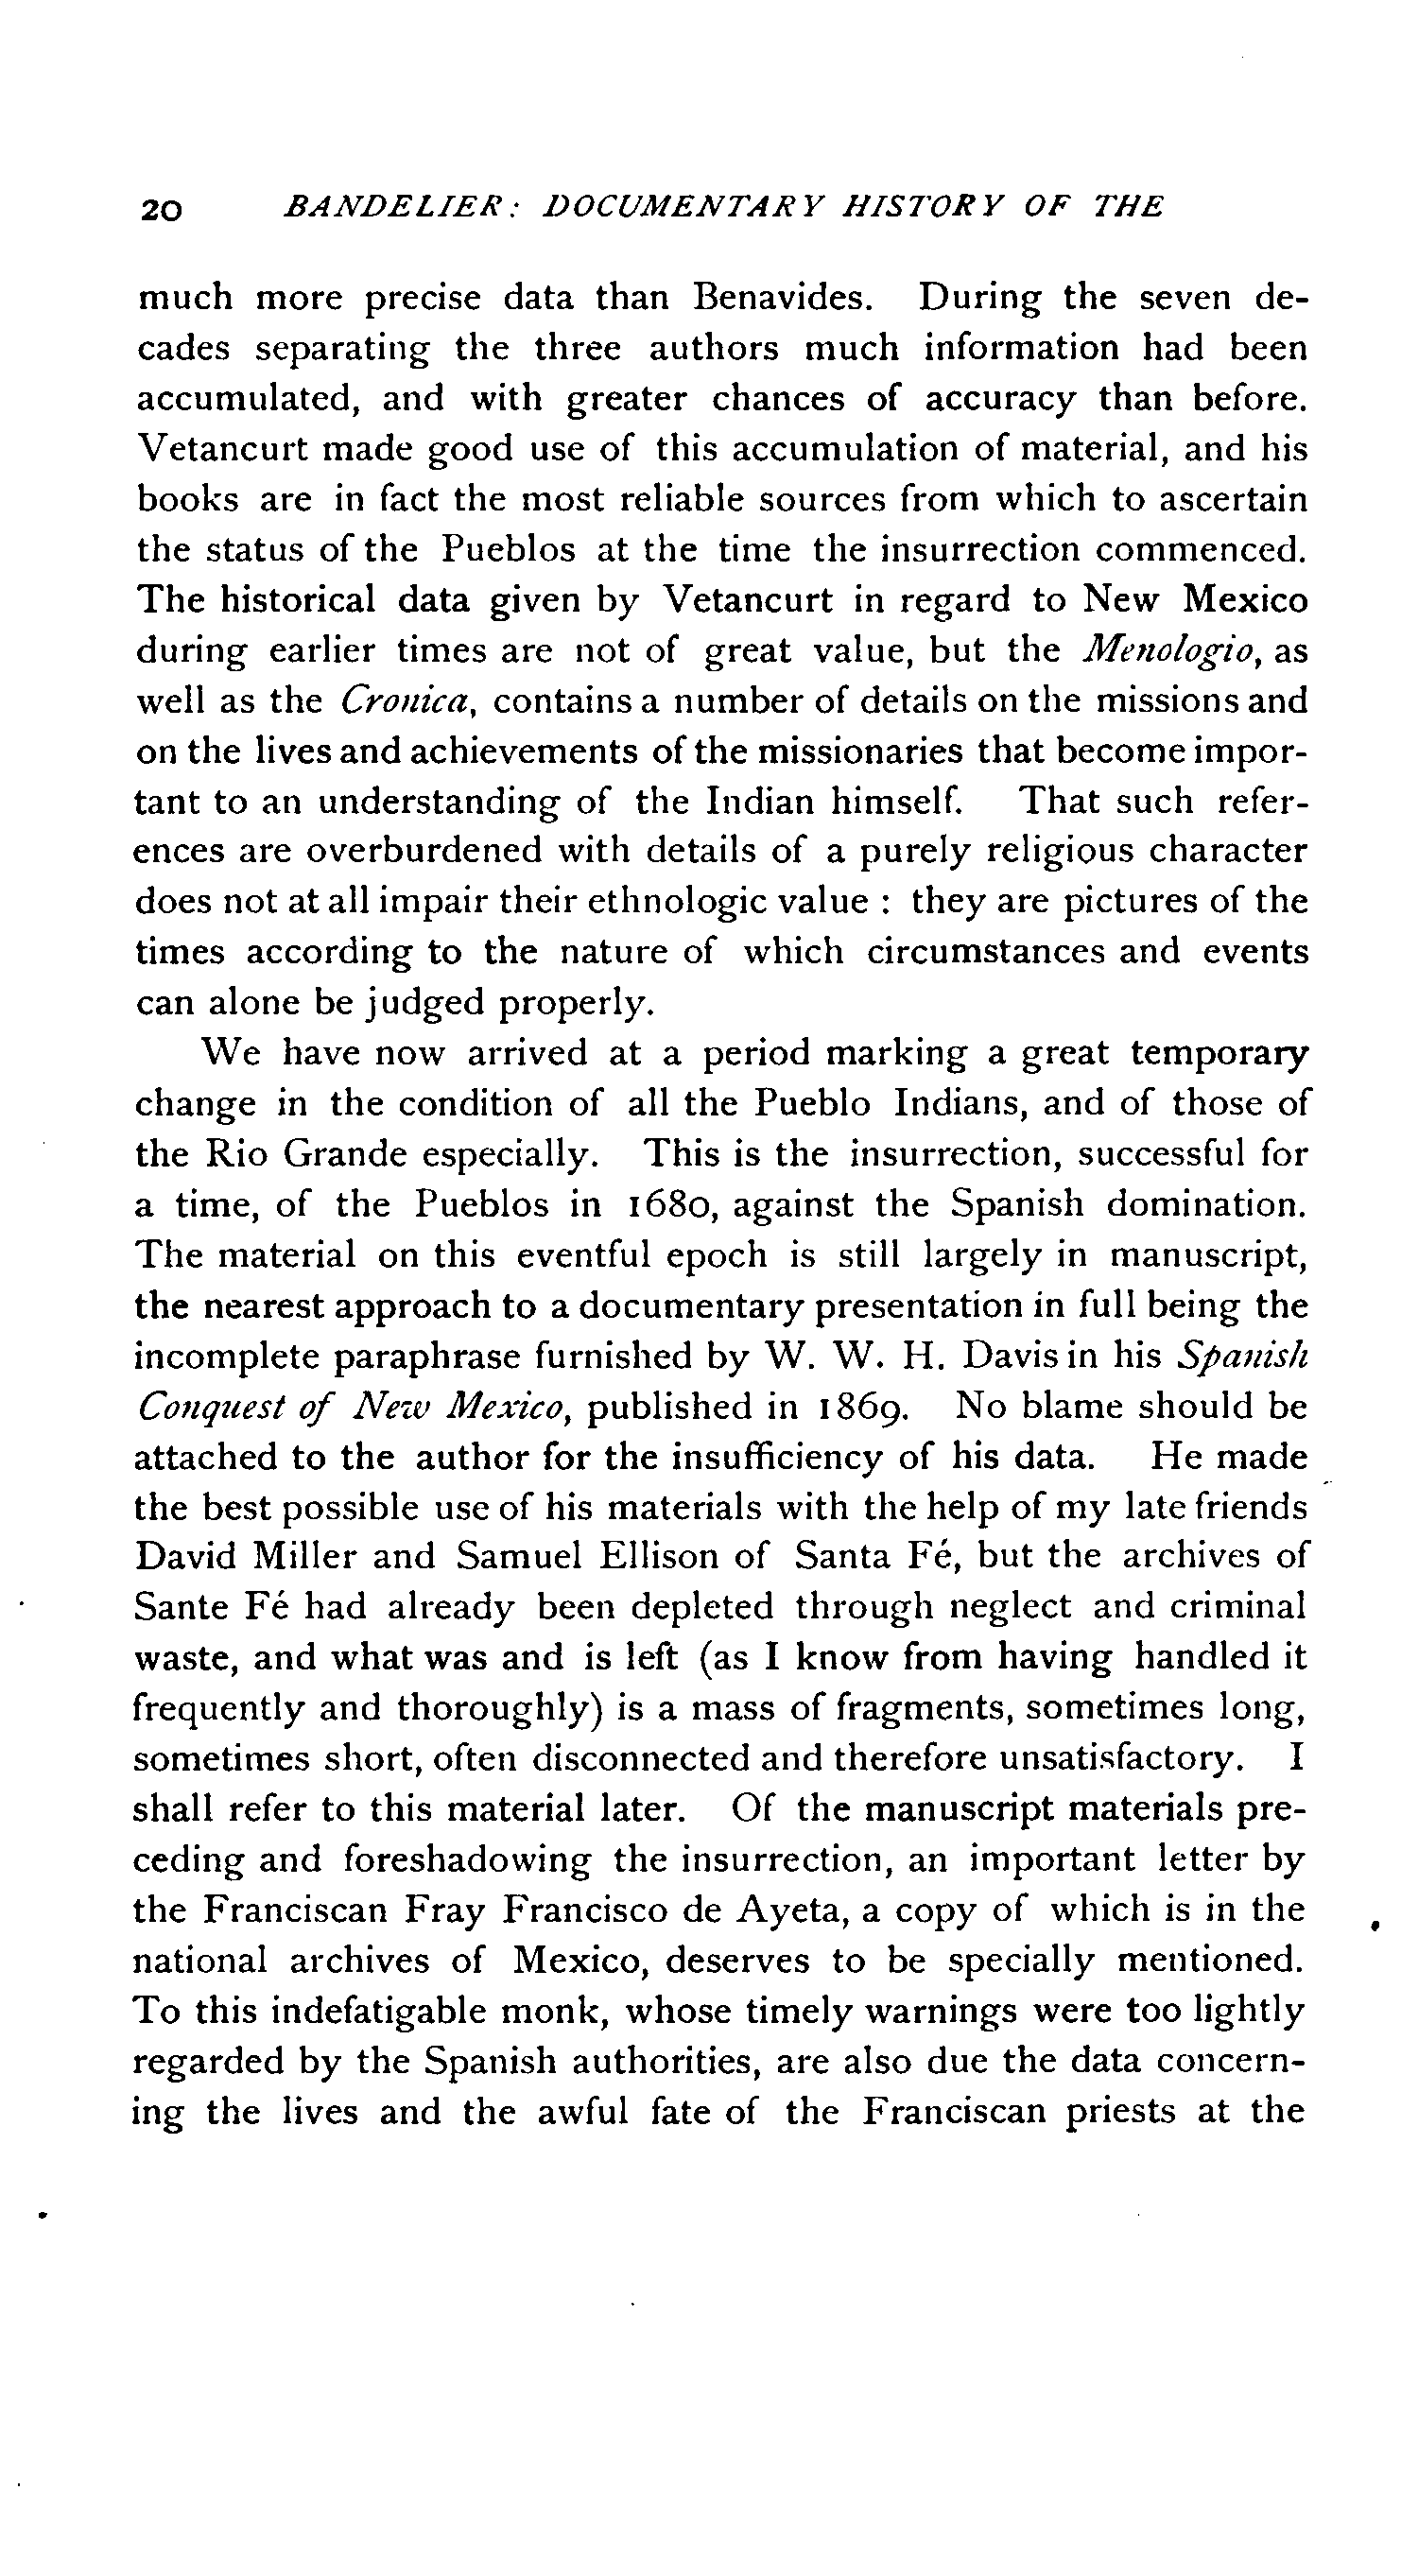 20 BANDELIER: DOCUMENTARY HISTORY OF THE
much more precise data than Benavides. During the seven de-
cades separating the three authors much information had been
accumulated, and with greater chances of accuracy than before.
Vetancurt made good use of this accumulation of material, and his
books are in fact the most reliable sources from which to ascertain
the status of the Pueblos at the time the insurrection commenced.
The historical data given by Vetancurt in regard to New Mexico
during earlier times are not of great value, but the Menologio, as
well as the Cronica, contains a number of details on the missions and
on the lives and achievements of the missionaries that become impor-
tant to an understanding of the Indian himself. That such refer-
ences are overburdened with details of a purely religious character
does not at all impair their ethnologic value : they are pictures of the
times according to the nature of which circumstances and events
can alone be judged properly.
We have now arrived at a period marking a great temporary
change in the condition of all the Pueblo Indians, and of those of
the Rio Grande especially. This is the insurrection, successful for
a time, of the Pueblos in 1680, against the Spanish domination.
The material on this eventful epoch is still largely in manuscript,
the nearest approach to a documentary presentation in full being the
incomplete paraphrase furnished by W. W. H. Davis in his Spanish
Conquest of New Mexico, published in 1869. No blame should be
attached to the author for the insufficiency of his data. He made
the best possible use of his materials with the help of my late friends
David Miller and Samuel Ellison of Santa Fé, but the archives of
Sante Fé had already been depleted through neglect and criminal
waste, and what was and is left (as I know from having handled it
frequently and thoroughly) is a mass of fragments, sometimes long,
sometimes short, often disconnected and therefore unsatisfactory. I
shall refer to this material later. Of the manuscript materials pre-
ceding and foreshadowing the insurrection, an important letter by
the Franciscan Fray Francisco de Ayeta, a copy of which is in the
national archives of Mexico, deserves to be specially mentioned.
To this indefatigable monk, whose timely warnings were too lightly
regarded by the Spanish authorities, are also due the data concern-
ing the lives and the awful fate of the Franciscan priests at the